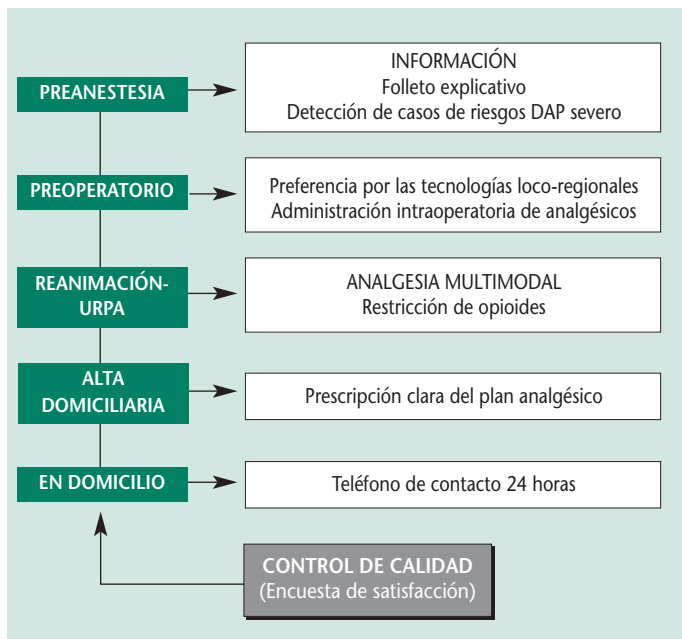 PREANESTESIA
INFORMACIÓN
Folleto explicativo
Detección de casos de riesgos DAP severo
PREOPERATORIO
Preferencia por las tecnologías loco-regionales
Administración intraoperatoria de analgésicos
REANIMACIÓN-
URPA
ANALGESIA MULTIMODAL
Restricción de opioides
ALTA
DOMICILIARIA
Prescripción clara del plan analgésico
EN DOMICILIO
Teléfono de contacto 24 horas
CONTROL DE CALIDAD
(Encuesta de satisfacción)